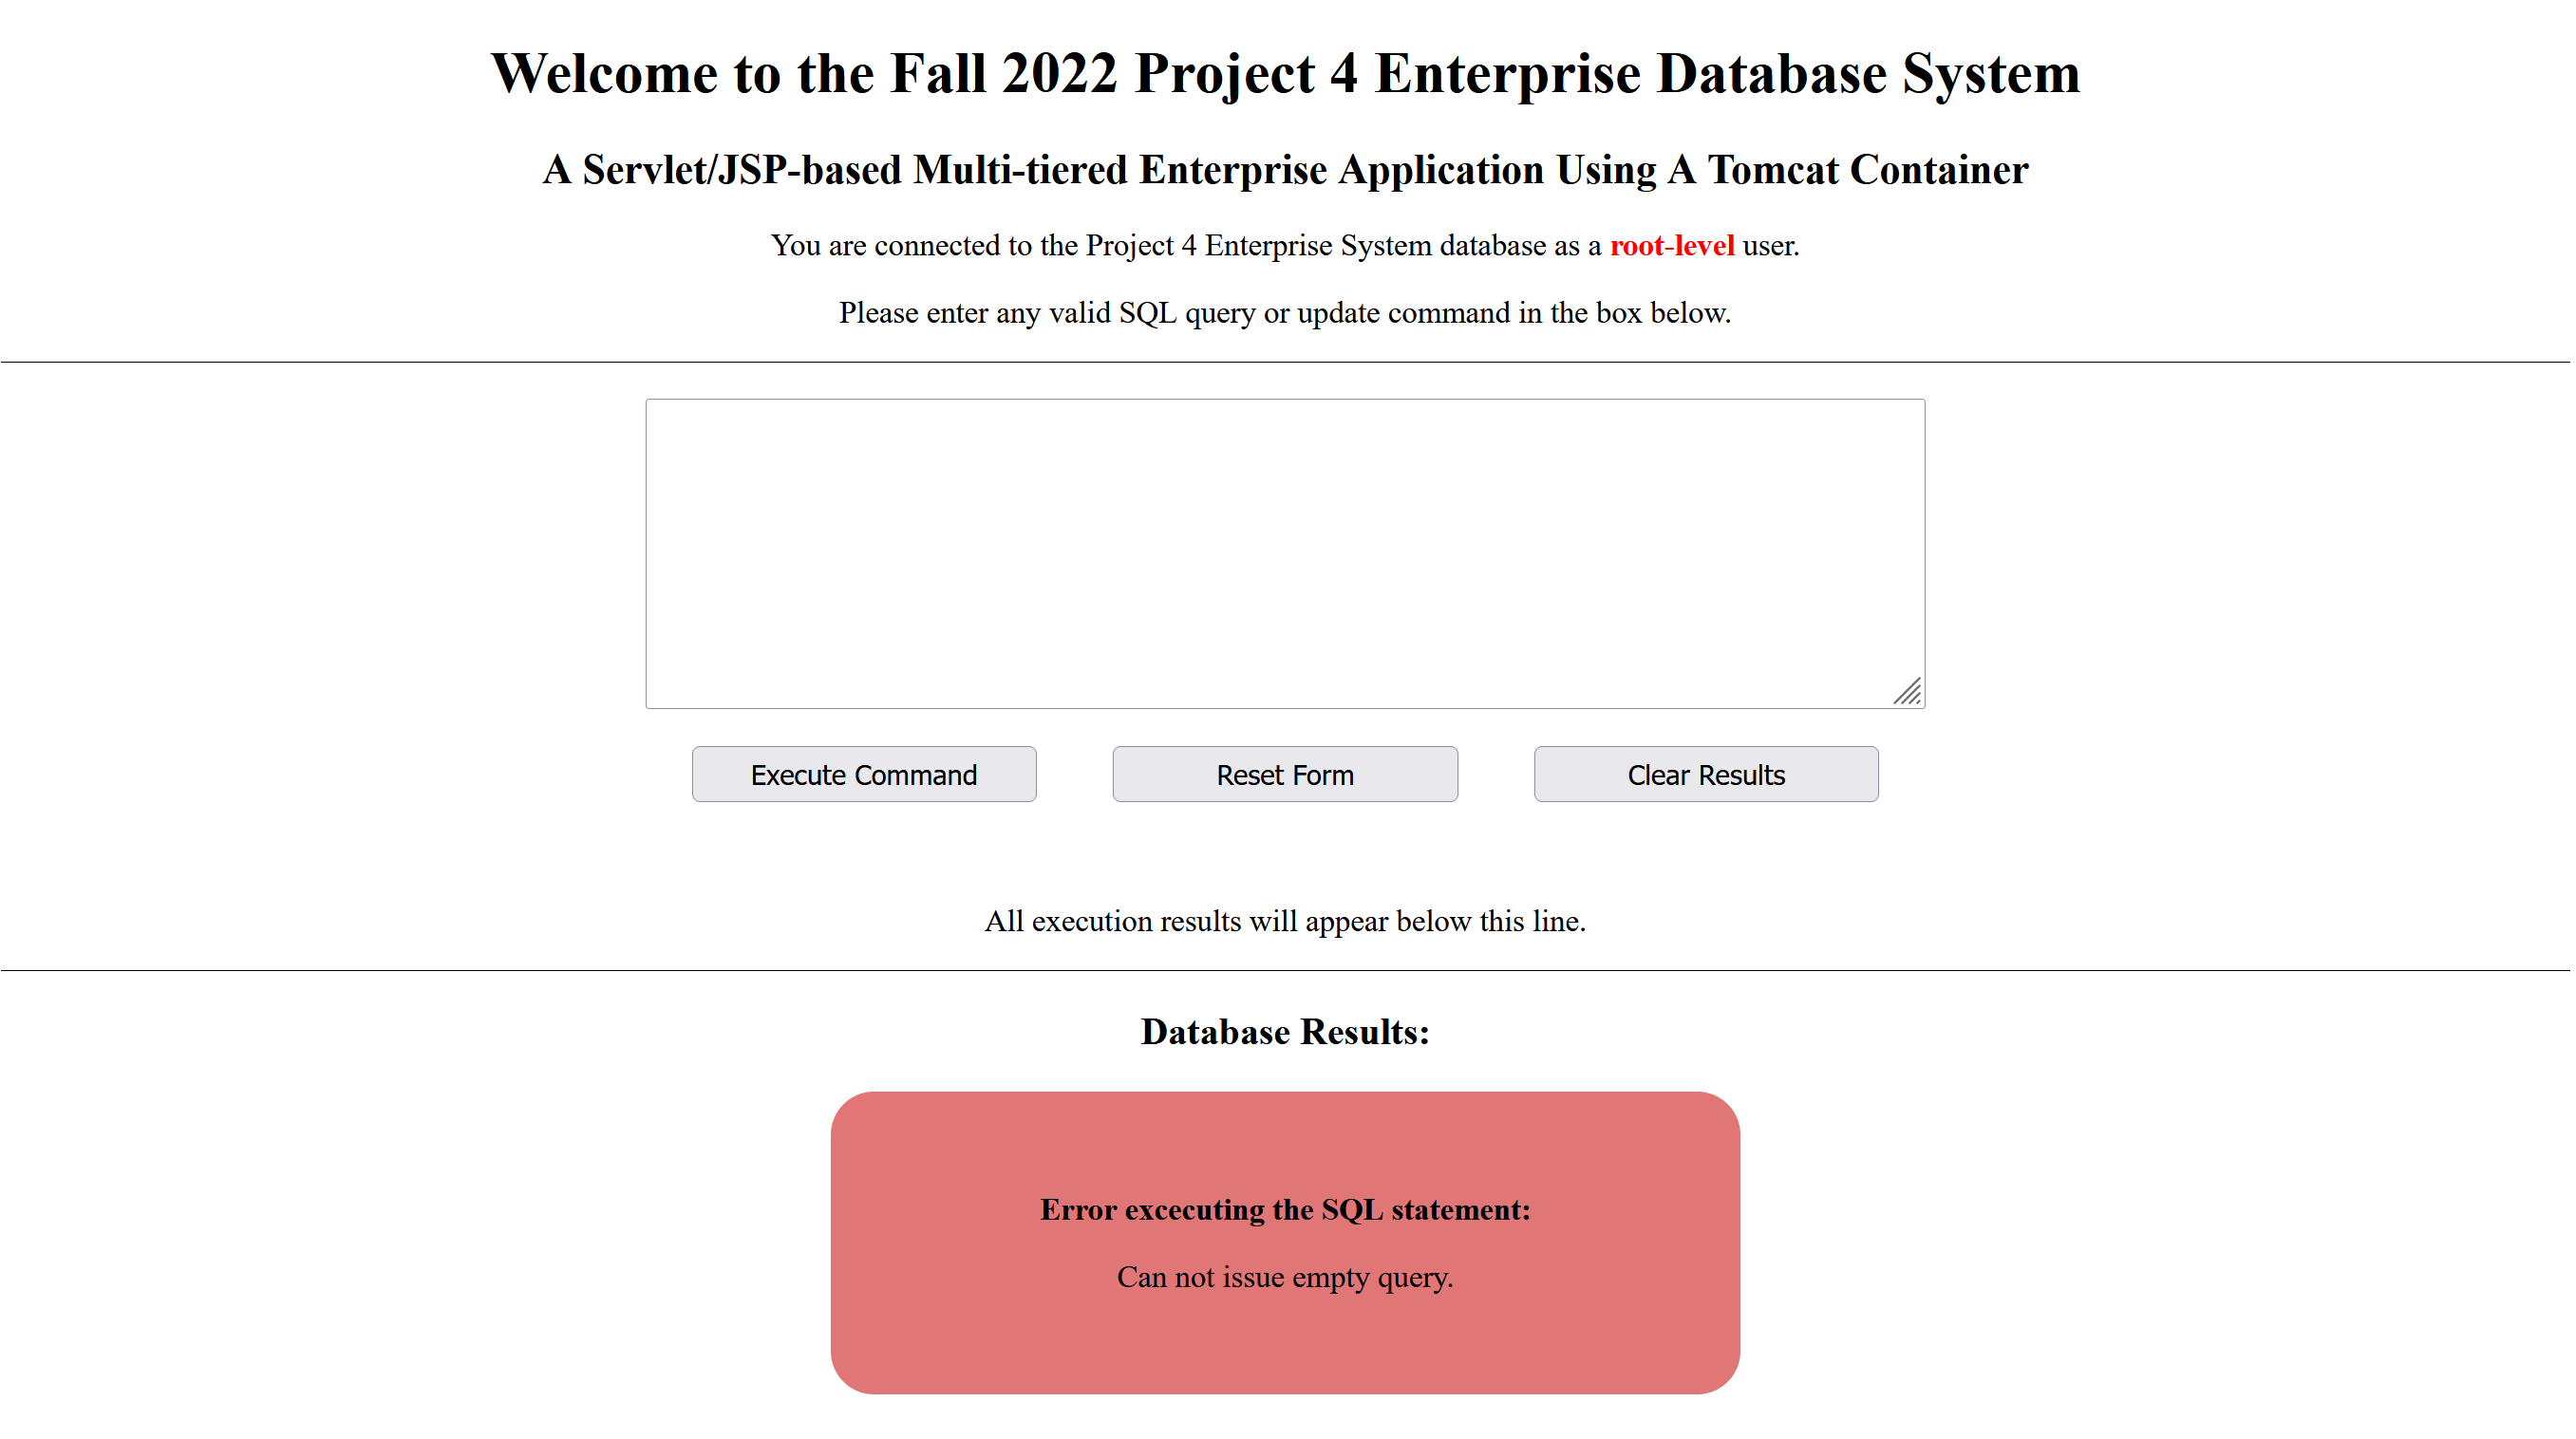 Welcome to the Fall 2022 Project 4 Enterprise Database System
A Servlet/JSP-based Multi-tiered Enterprise Application Using A Tomcat Container
You are connected to the Project 4 Enterprise System database as a root-level user.
Please enter any valid SQL query or update command in the box below.
Execute Command
Reset Form
Clear Results
All execution results will appear below this line.
Database Results:
Error excecuting the SQL statement:
Can not issue empty query.